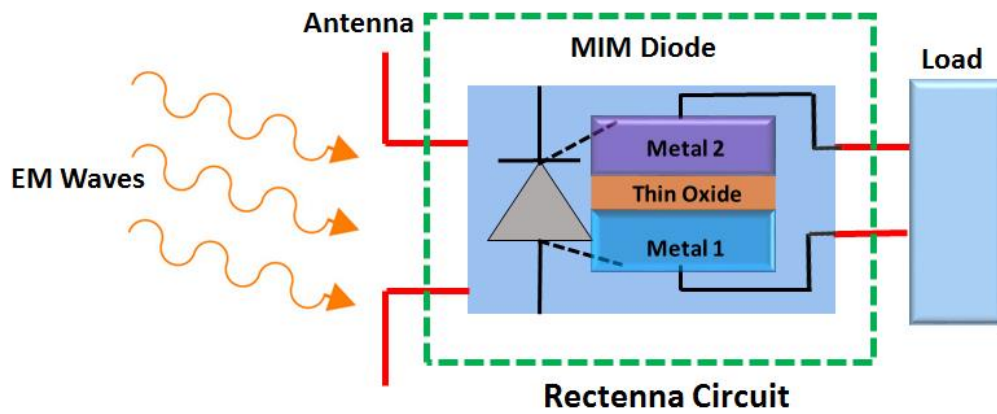 Antenna
MIM Diode
Load
EM Waves
Metal 2
Thin Oxide
Metal 1
Rectenna Circuit